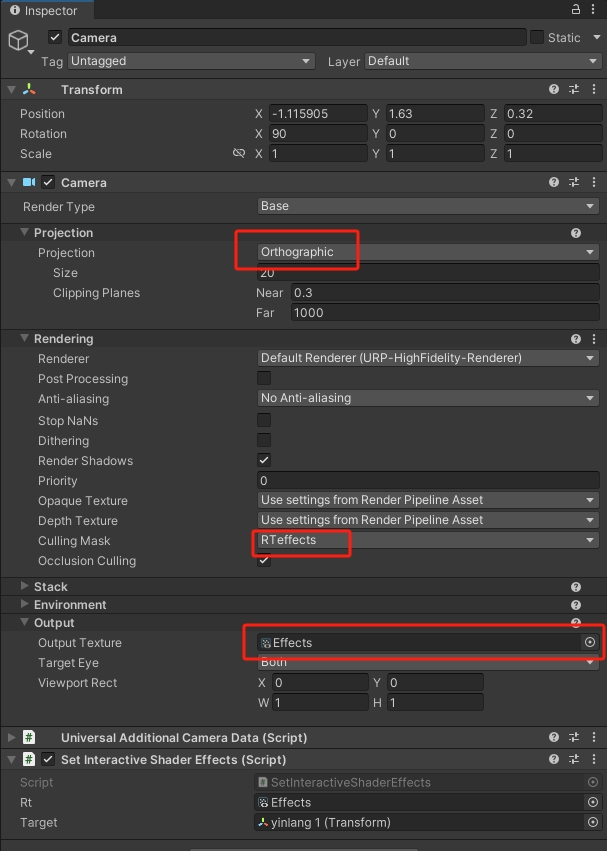 Inspector
Camera Static
Tag Untagged Layer Default
Transform
Position X -1.115905 Y 1.63 Z 0.32
Rotation X 90 Y 0 Z 0
Scale X 1 Y 1 Z 1
Camera
Render Type Base
Projection
Projection Orthographic
Size 20
Clipping Planes Near 0.3
Far 1000
Rendering
Renderer Default Renderer (URP-HighFidelity-Renderer)
Post Processing
Anti-aliasing No Anti-aliasing
Stop NaNs
Dithering
Render Shadows
Priority 0
Opaque Texture Use settings from Render Pipeline Asset
Depth Texture Use settings from Render Pipeline Asset
Culling Mask RTeffects
Occlusion Culling
Stack
Environment
Output
Output Texture Effects
Target Eye Both
Viewport Rect X 0 Y 0
W 1 H 1
# Universal Additional Camera Data (Script)
# Set Interactive Shader Effects (Script)
Script SetInteractiveShaderEffects
Rt Effects
Target yinlang 1 (Transform)